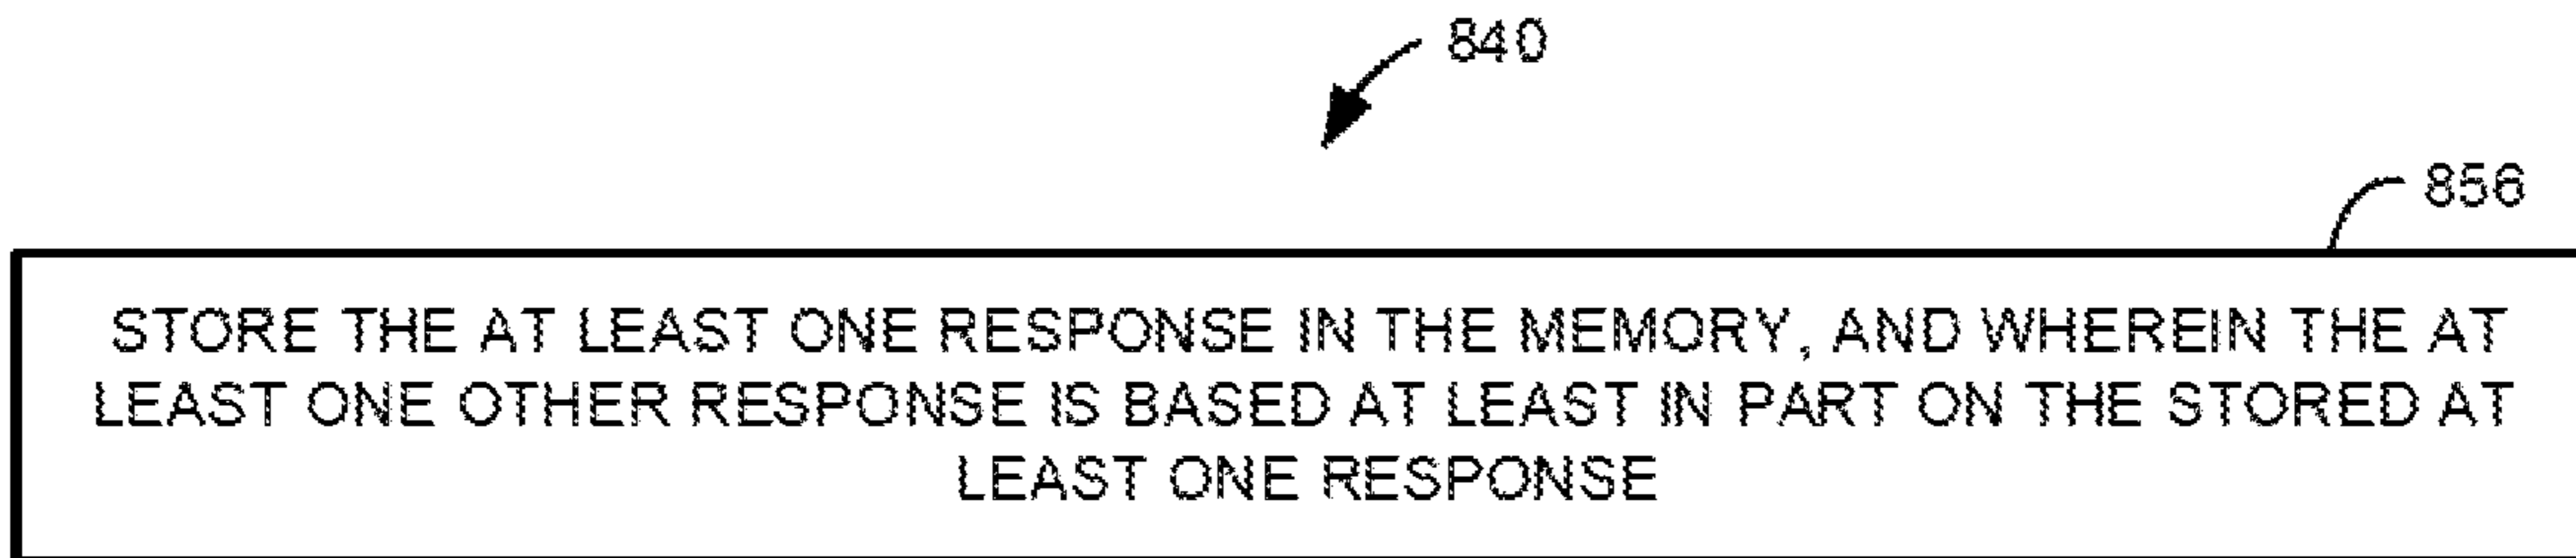 840
856
STORE THE AT LEAST ONE RESPONSE IN THE MEMORY, AND WHEREIN THE AT
LEAST ONE OTHER RESPONSE IS BASED AT LEAST IN PART ON THE STORED AT
LEAST ONE RESPONSE